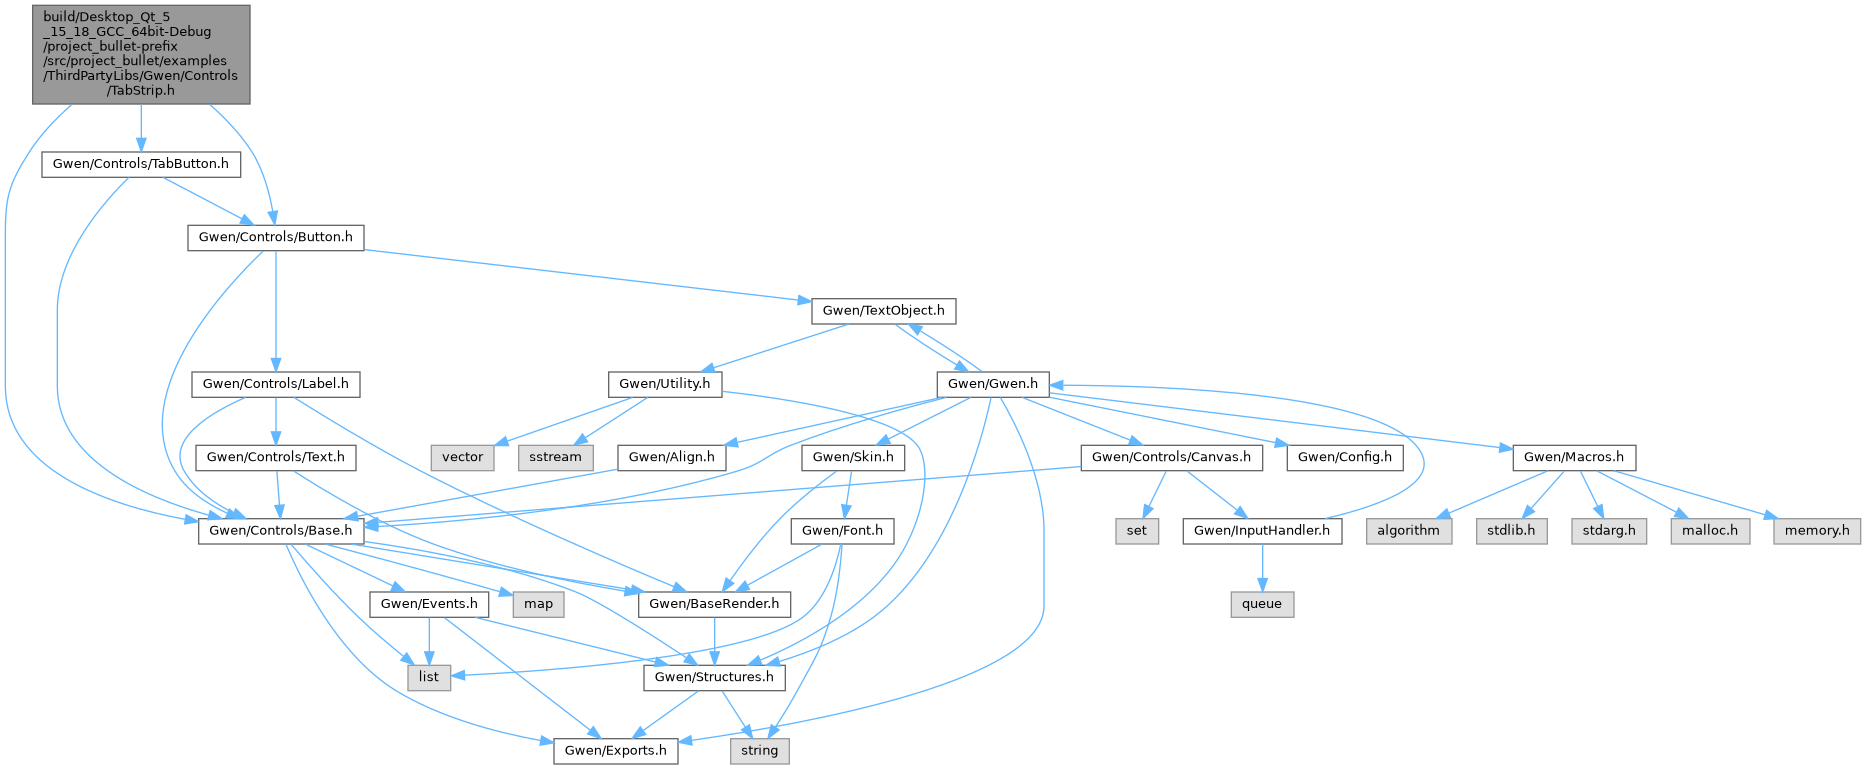 build/Desktop_Qt_5
_15_18_GCC_64bit-Debug
/project_bullet-prefix
/src/project_bullet/examples
/ThirdPartyLibs/Gwen/Controls
/TabStrip.h
Gwen/Controls/TabButton.h
Gwen/Controls/Button.h
Gwen/TextObject.h
Gwen/Controls/Label.h
Gwen/Utility.h
Gwen/Gwen.h
Gwen/Controls/Text.h
vector
sstream
Gwen/Align.h
Gwen/Skin.h
Gwen/Controls/Canvas.h
Gwen/Config.h
Gwen/Macros.h
Gwen/Controls/Base.h
Gwen/Font.h
set
Gwen/InputHandler.h
algorithm
stdlib.h
stdarg.h
malloc.h
memory.h
Gwen/Events.h
map
Gwen/BaseRender.h
queue
list
Gwen/Structures.h
Gwen/Exports.h
string